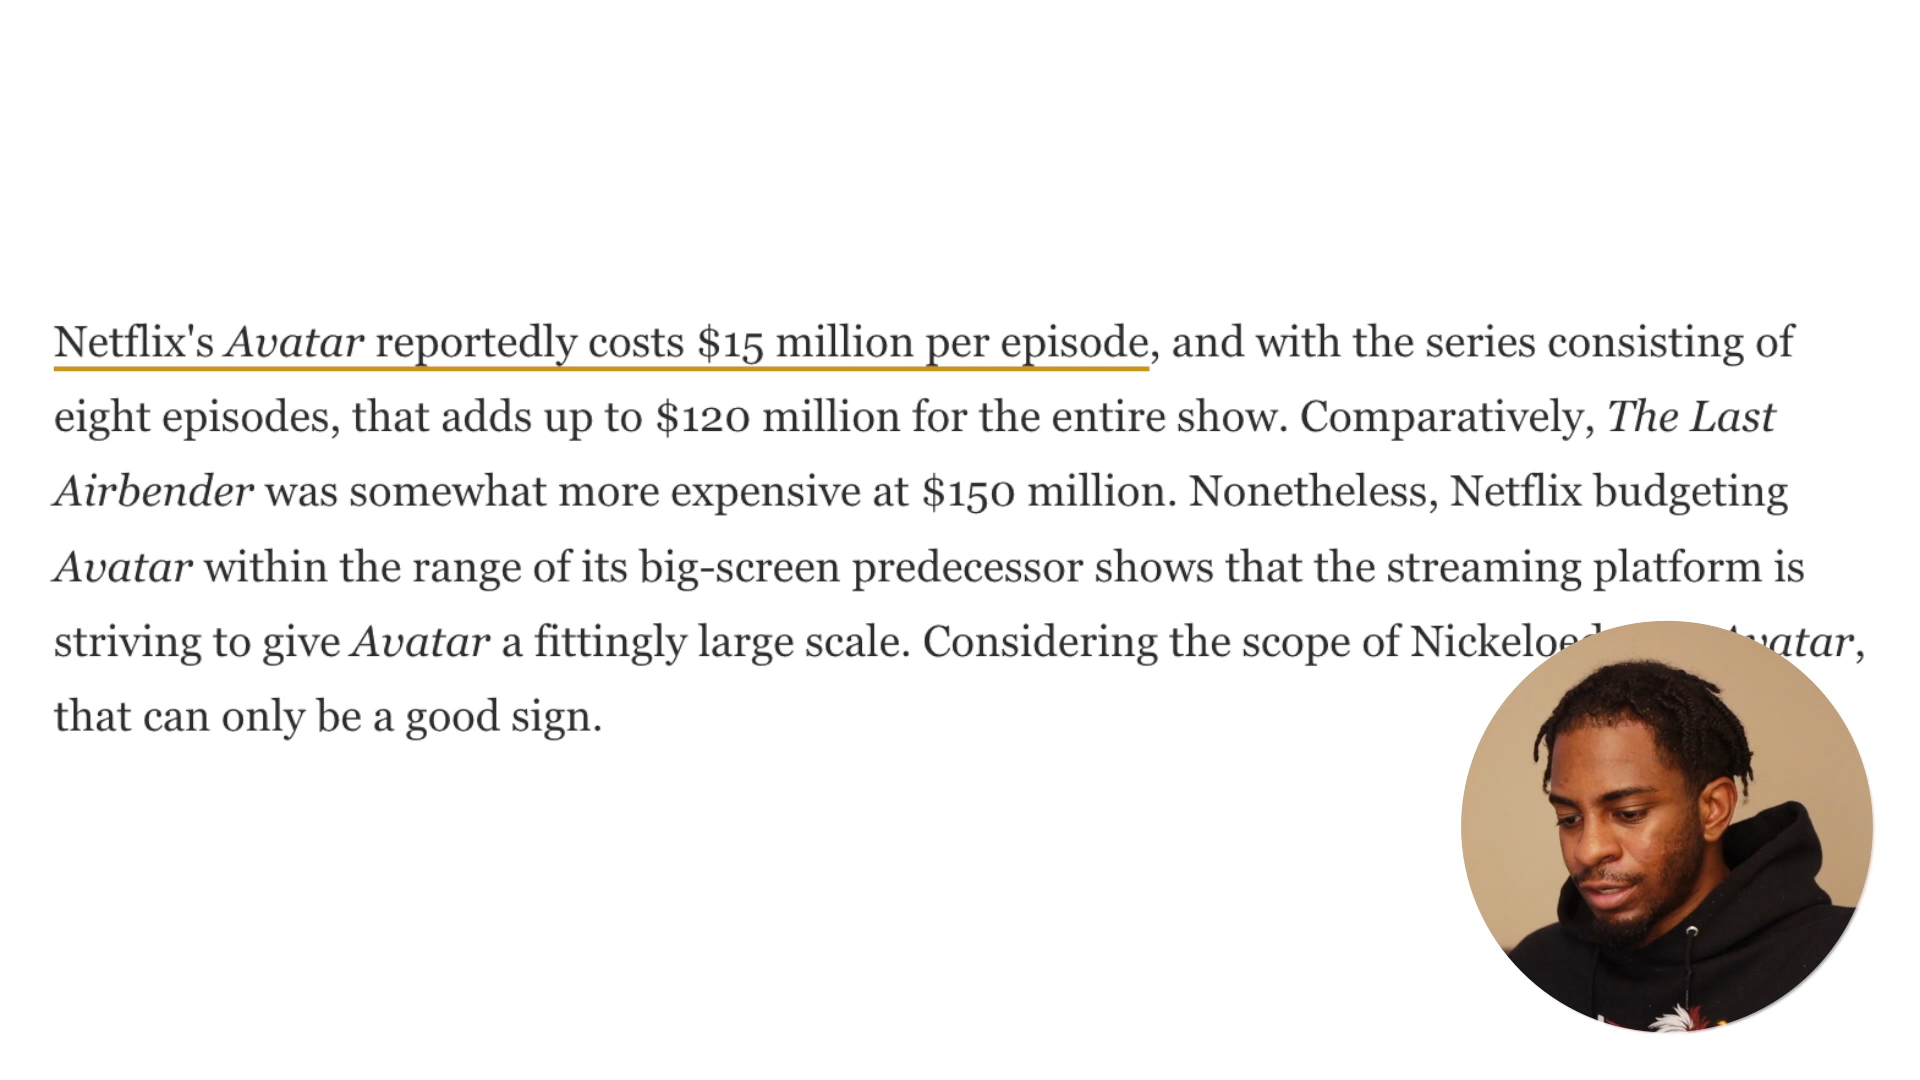 Netflix's Avatar reportedly costs $15 million per episode, and with the series consisting of
eight episodes, that adds up to $120 million for the entire show. Comparatively, The Last
Airbender was somewhat more expensive at $150 million. Nonetheless, Netflix budgeting
Avatar within the range of its big-screen predecessor shows that the streaming platform is
striving to give Avatar a fittingly large scale. Considering the scope of
that can only be a good sign.